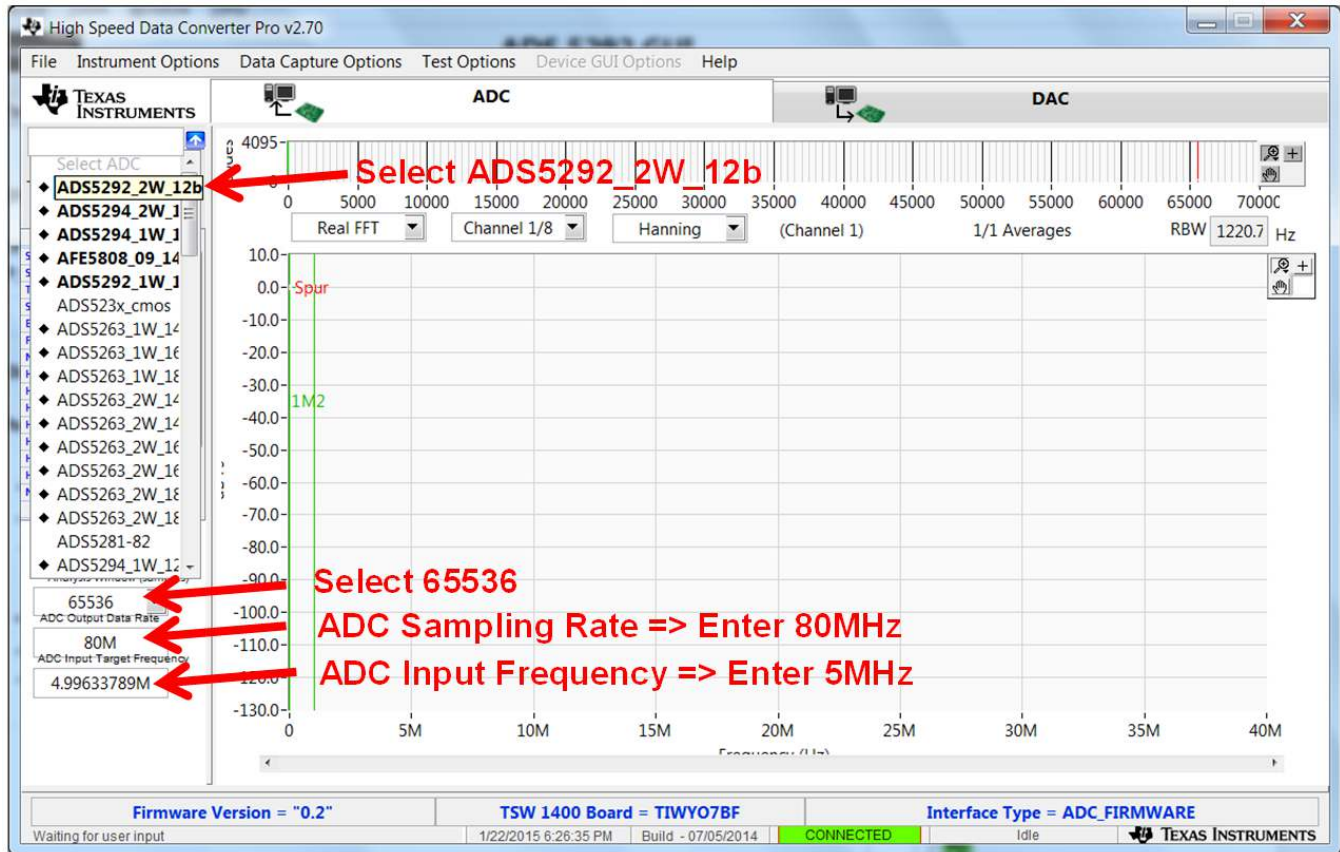 High Speed Data Converter Pro v2.70
File Instrument Options Data Capture Options Test Options Device GUI Options Help
TEXAS INSTRUMENTS
ADC
DAC
4095-
Select ADC
Select ADS5292_2W_12b
ADS5292_2W_12b
ADS5294_2W_1
ADS5294_1W_1
AFE5808_09_14
ADS5292_1W_1
ADS523x_cmos
ADS5263_1W_14
ADS5263_1W_16
ADS5263_1W_18
ADS5263_2W_14
ADS5263_2W_14
ADS5263_2W_16
ADS5263_2W_16
ADS5263_2W_18
ADS5263_2W_18
ADS5281-82
ADS5294_1W_12
0 5000 10000 15000 20000 25000 30000 35000 40000 45000 50000 55000 60000 65000 7000
Real FFT Channel 1/8 Hanning (Channel 1) 1/1 Averages RBW 1220.7 Hz
10.0-
0.0-
Spur
-10.0-
-20.0-
-30.0-
1M2
-40.0-
-50.0-
-60.0-
-70.0-
-80.0-
-90.0-
-100.0-
-110.0-
-120.0-
-130.0-
0 5M 10M 15M 20M 25M 30M 35M 40M
Frequency (Hz)
Analysis Window (samples)
65536
Select 65536
ADC Output Data Rate
80M
ADC Sampling Rate => Enter 80MHz
ADC Input Target Frequency
4.99633789M
ADC Input Frequency => Enter 5MHz
Firmware Version = "0.2" TSW 1400 Board = TIWYO7BF Interface Type = ADC_FIRMWARE
Waiting for user input 1/22/2015 6:26:35 PM Build - 07/05/2014 CONNECTED Idle TEXAS INSTRUMENTS